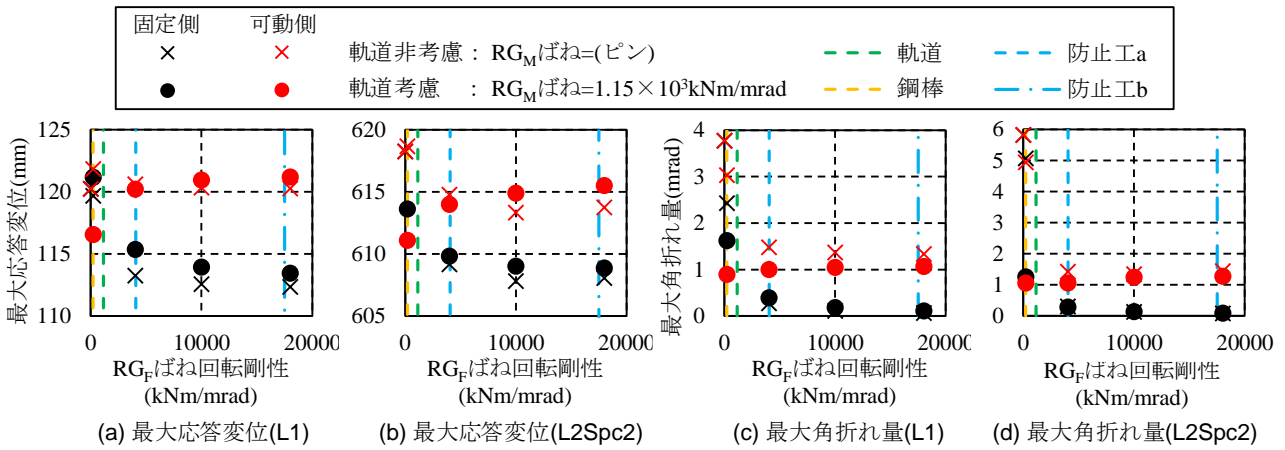 固定側 可動側
軌道非考慮 : RG_Mばね=(ピン) 軌道 防止工a
軌道考慮 : RG_Mばね=1.15×10³kNm/mrad 鋼棒 防止工b
最大応答変位(mm)
125
120
115
110
0 10000 20000
RG_Fばね回転剛性
(kNm/mrad)
(a) 最大応答変位(L1)
620
615
610
605
0 10000 20000
RG_Fばね回転剛性
(kNm/mrad)
(b) 最大応答変位(L2Spc2)
最大角折れ量(mrad)
4
3
2
1
0
0 10000 20000
RG_Fばね回転剛性
(kNm/mrad)
(c) 最大角折れ量(L1)
6
5
4
3
2
1
0
0 10000 20000
RG_Fばね回転剛性
(kNm/mrad)
(d) 最大角折れ量(L2Spc2)